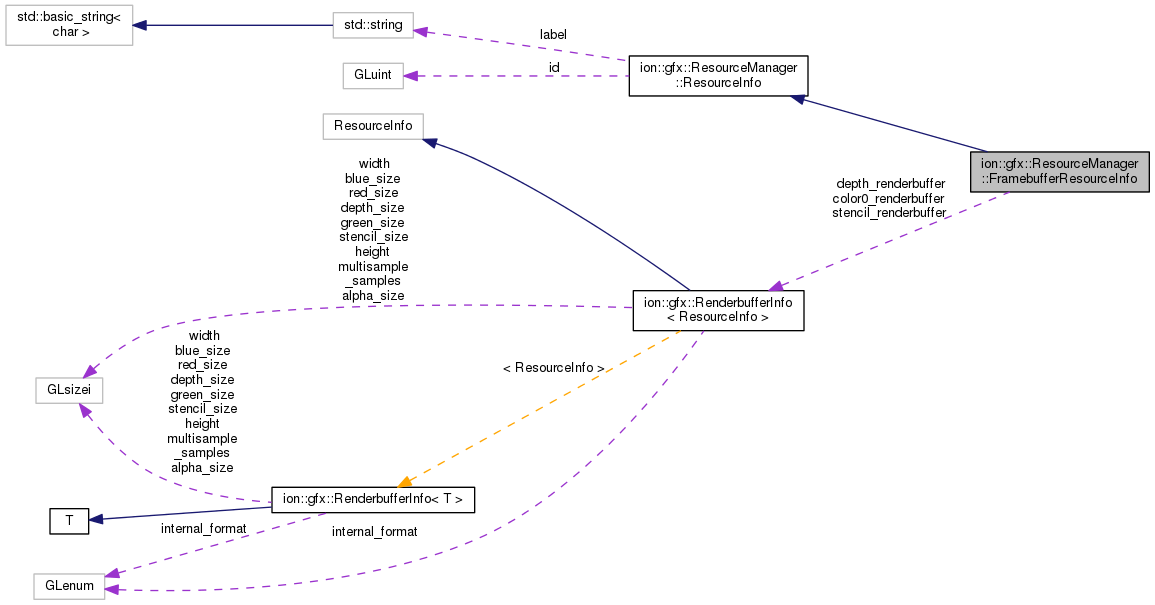 std::basic_string<
char >
std::string
label
GLuint
id
ion::gfx::ResourceManager
::ResourceInfo
ResourceInfo
ion::gfx::ResourceManager
::FramebufferResourceInfo
width
blue_size
red_size
depth_size
green_size
stencil_size
height
multisample
_samples
alpha_size
depth_renderbuffer
color0_renderbuffer
stencil_renderbuffer
ion::gfx::RenderbufferInfo
< ResourceInfo >
width
blue_size
red_size
depth_size
green_size
stencil_size
height
multisample
_samples
alpha_size
< ResourceInfo >
GLsizei
ion::gfx::RenderbufferInfo< T >
T
internal_format
internal_format
GLenum